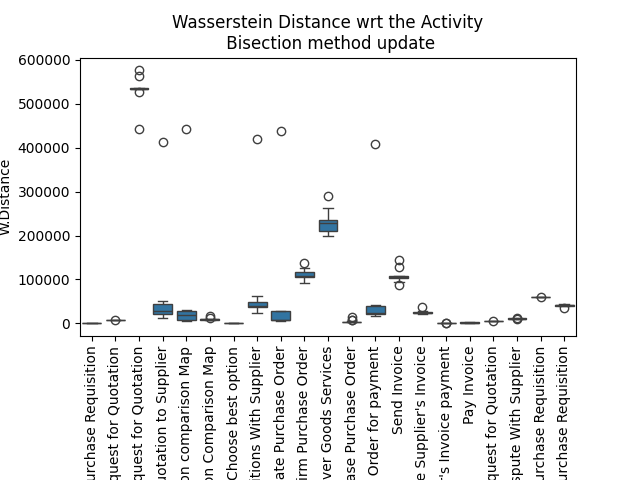 Wasserstein Distance wrt the Activity
Bisection method update
W.Distance
600000
500000
400000
300000
200000
100000
0
urchase Requisition
quest for Quotation
quest for Quotation
uotation to Supplier
on comparison Map
on Comparison Map
Choose best option
itions With Supplier
ate Purchase Order
irm Purchase Order
ver Goods Services
ase Purchase Order
Order for payment
Send Invoice
e Supplier's Invoice
's Invoice payment
Pay Invoice
quest for Quotation
spute With Supplier
urchase Requisition
urchase Requisition